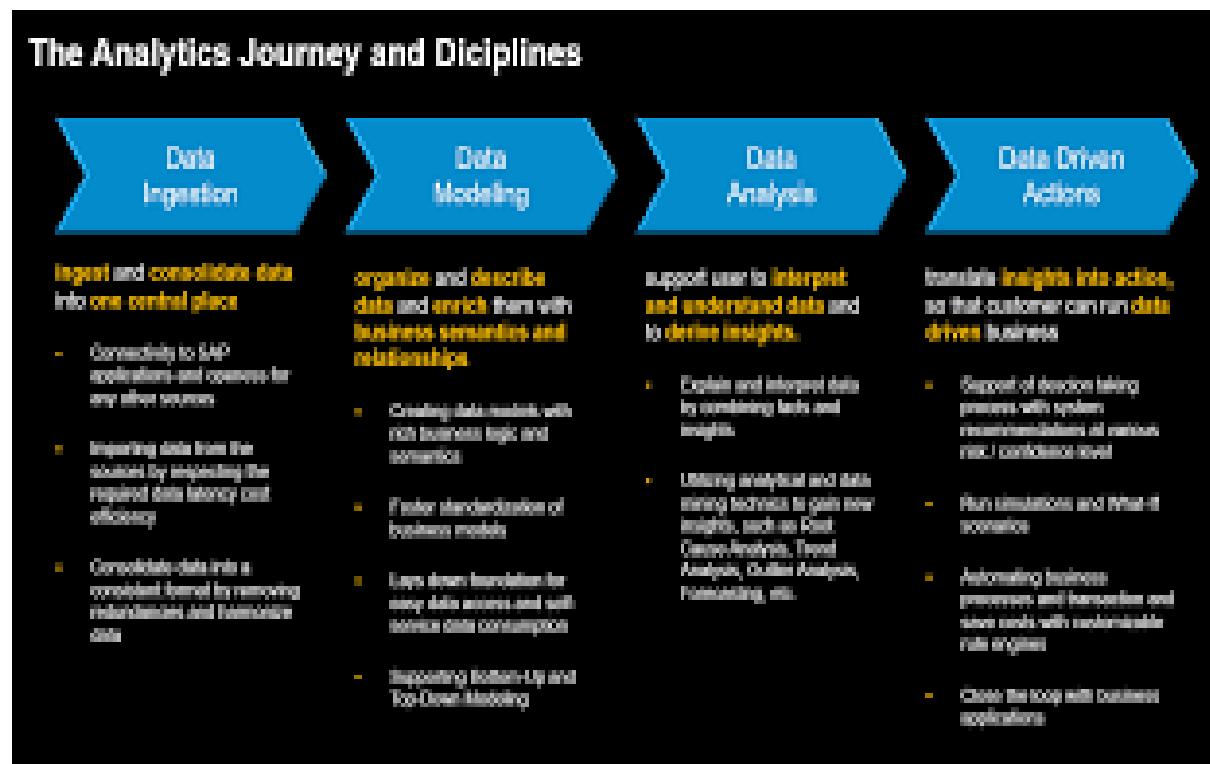 The Analytics Journey and Diciplines
Data
Ingestion
ingest and consolidate data
into one central place
- Connectivity to SAP
applications and openess for
any other sources
Importing data from the
sources by respecting the
required data latency cost
efficiency
Consolidate data into a
consistent format by removing
redundancies and harmonize
data
Data
Modeling
organize and describe
data and enrich them with
business semantics and
relationships.
Creating data models with
rich business logic and
semantics
Foster standardization of
business models
Lays down foundation for
easy data access and self-
service data consumption
Supporting Bottom-Up and
Top-Down Modeling
Data
Analysis
support user to interpret
and understand data and
to derive insights.
Explain and interpret data
by combining facts and
insights
Utilizing analytical and data
mining technics to gain new
insights, such as Root
Cause Analysis, Trend
Analysis, Outlier Analysis,
Forecasting, etc.
Data Driven
Actions
translate insights into action,
so that customer can run data
driven business
Support of decision taking
process with system
recommendations at various
risk / confidence level
Run simulations and What-if
scenarios
Automating business
processes and and
save costs with customizable
rule engines
Close the loop with business
applications